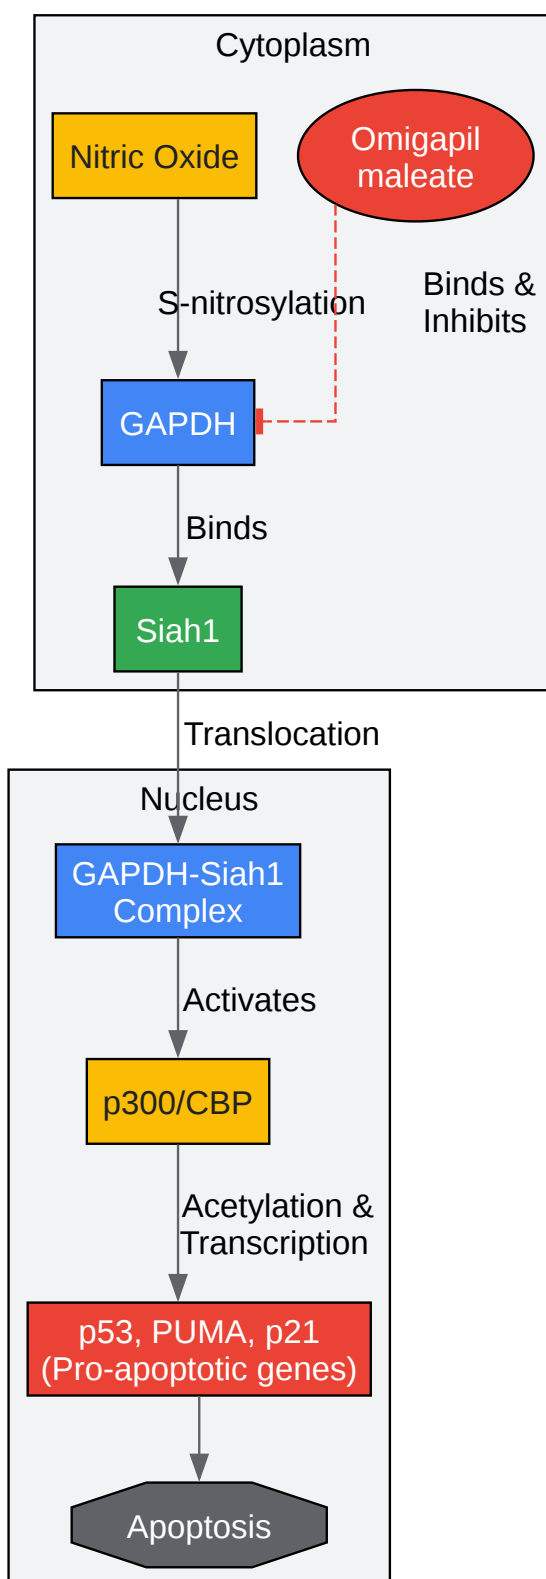 Cytoplasm
Nitric Oxide
Omigapil
maleate
S-nitrosylation
Binds &
Inhibits
GAPDH
Binds
Siah1
Translocation
Nucleus
GAPDH-Siah1
Complex
Activates
p300/CBP
Acetylation &
Transcription
p53, PUMA, p21
(Pro-apoptotic genes)
Apoptosis